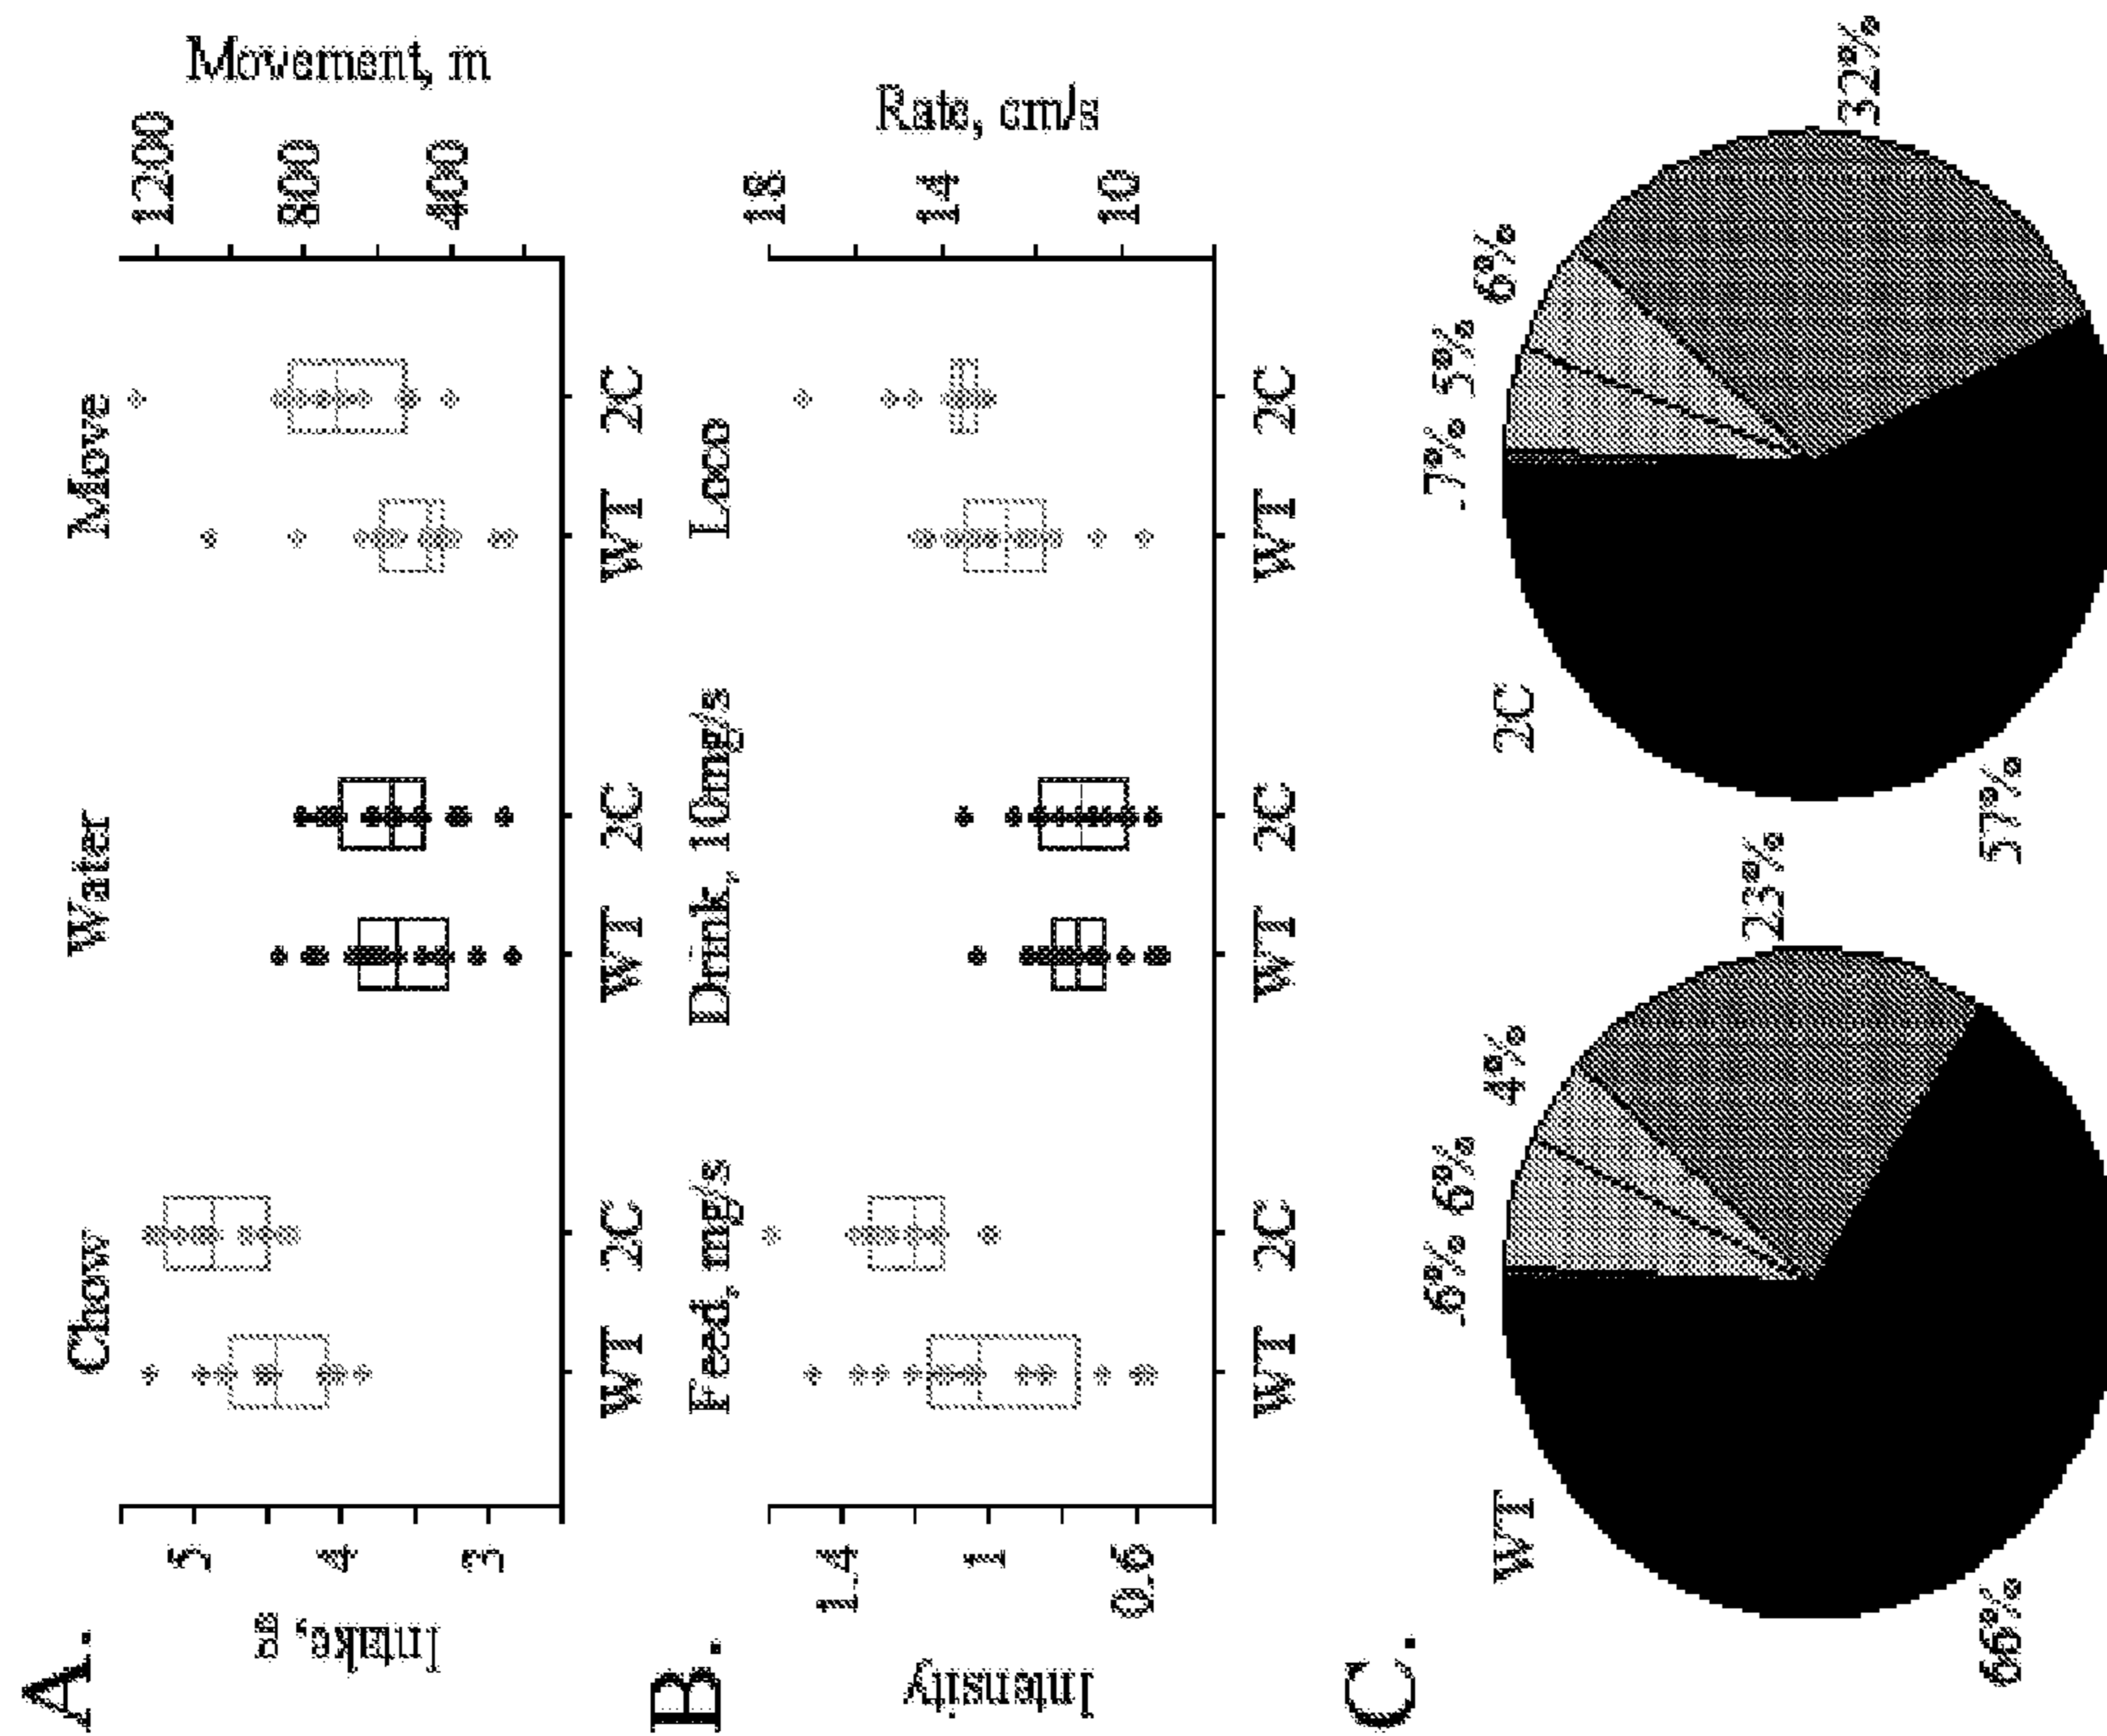 A.
Chow Water Move
Intake, g
5
4
3
Movement, m
1200
800
400
WT 2C WT 2C WT 2C
B.
Feed, mg/s Drink, 10mg/s Loco
Intensity
1.4
1
0.6
Rate, cm/s
18
14
10
WT 2C WT 2C WT 2C
C.
WT
.6% 6% 4%
23%
66%
2C
.7% 5% 6%
32%
57%